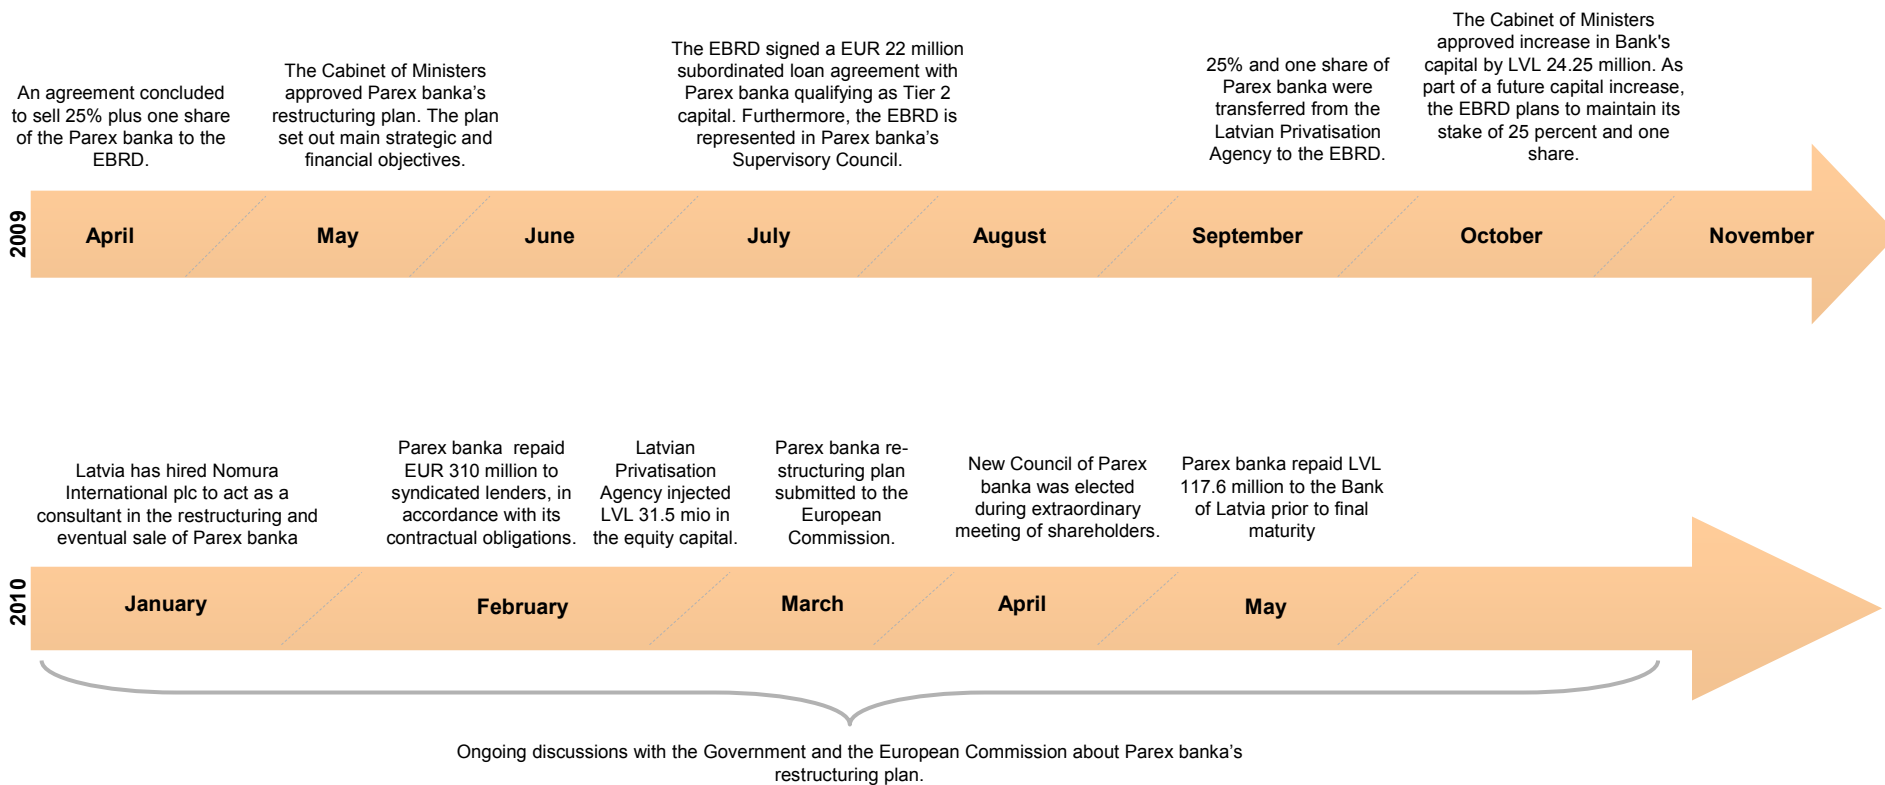 An agreement concluded
to sell 25% plus one share
of the Parex banka to the
EBRD.
The Cabinet of Ministers
approved Parex banka's
restructuring plan. The plan
set out main strategic and
financial objectives.
The EBRD signed a EUR 22 million
subordinated loan agreement with
Parex banka qualifying as Tier 2
capital. Furthermore, the EBRD is
represented in Parex banka's
Supervisory Council.
25% and one share of
Parex banka were
transferred from the
Latvian Privatisation
Agency to the EBRD.
The Cabinet of Ministers
approved increase in Bank's
capital by LVL 24.25 million. As
part of a future capital increase,
the EBRD plans to maintain its
stake of 25 percent and one
share.
2009
April May June July August September October November
Latvia has hired Nomura
International plc to act as a
consultant in the restructuring and
eventual sale of Parex banka
Parex banka  repaid
EUR 310 million to
syndicated lenders, in
accordance with its
contractual obligations.
Latvian
Privatisation
Agency injected
LVL 31.5 mio in
the equity capital.
Parex banka re-
structuring plan
submitted to the
European
Commission.
New Council of Parex
banka was elected
during extraordinary
meeting of shareholders.
Parex banka repaid LVL
117.6 million to the Bank
of Latvia prior to final
maturity
2010
January February March April May
Ongoing discussions with the Government and the European Commission about Parex banka's
restructuring plan.